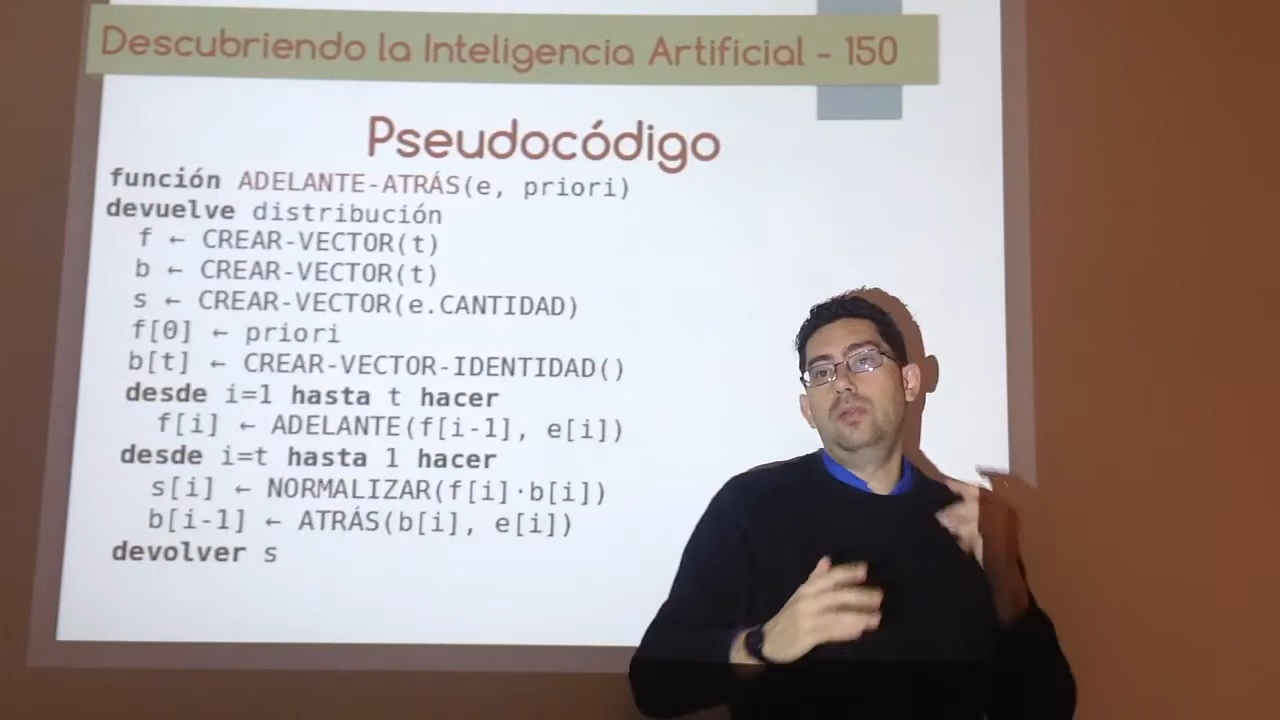 Descubriendo la Inteligencia Artificial - 150
Pseudocódigo
función ADELANTE-ATRÁS(e, priori)
devuelve distribución
f ← CREAR-VECTOR(t)
b ← CREAR-VECTOR(t)
s ← CREAR-VECTOR(e.CANTIDAD)
f[0] ← priori
b[t] ← CREAR-VECTOR-IDENTIDAD()
desde i=1 hasta t hacer
f[i] ← ADELANTE(f[i-1], e[i])
desde i=t hasta 1 hacer
s[i] ← NORMALIZAR(f[i]·b[i])
b[i-1] ← ATRÁS(b[i], e[i])
devolver s